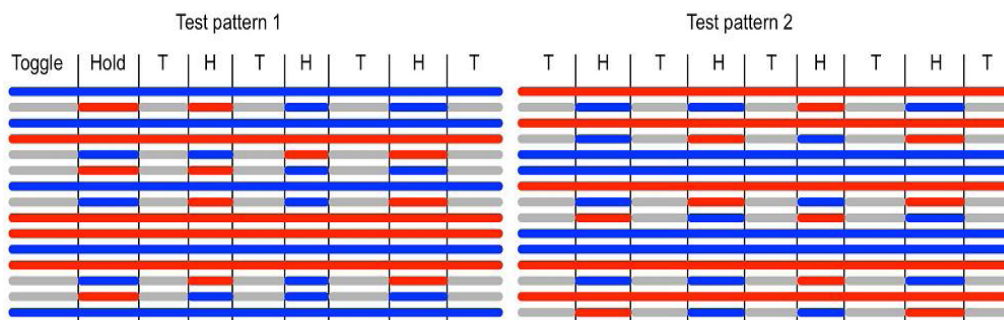 Test pattern 1
Test pattern 2
Toggle Hold T H T H T H T
T H T H T H T H T